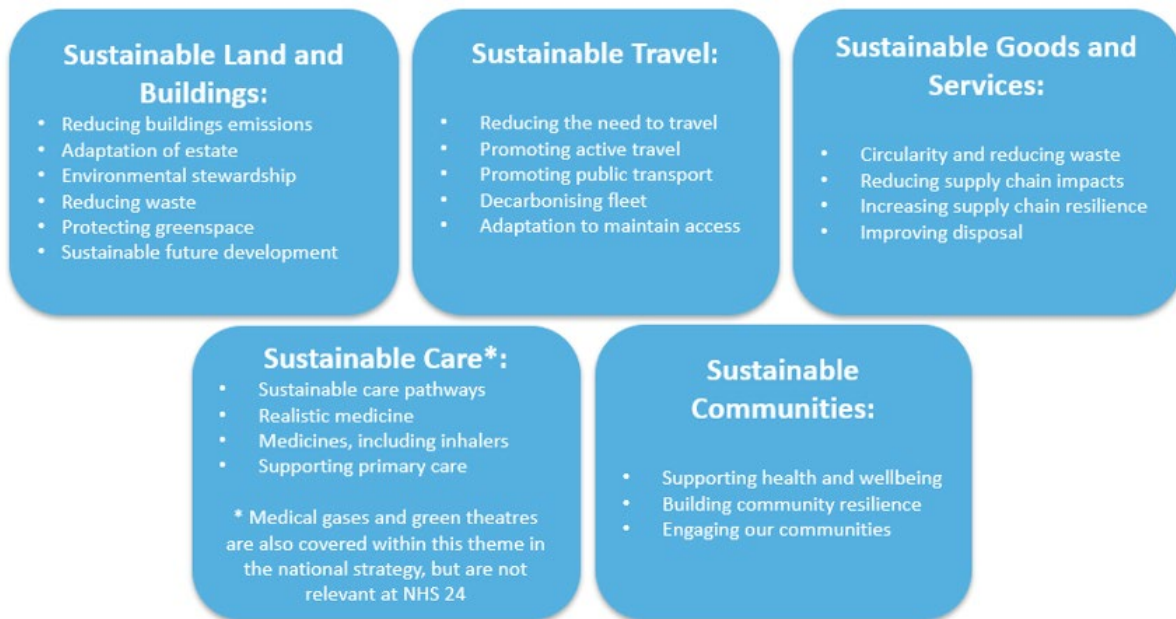 Sustainable Land and
Buildings:
• Reducing buildings emissions
• Adaptation of estate
• Environmental stewardship
• Reducing waste
• Protecting greenspace
• Sustainable future development
Sustainable Travel:
• Reducing the need to travel
• Promoting active travel
• Promoting public transport
• Decarbonising fleet
• Adaptation to maintain access
Sustainable Goods and
Services:
• Circularity and reducing waste
• Reducing supply chain impacts
• Increasing supply chain resilience
• Improving disposal
Sustainable Care*:
• Sustainable care pathways
• Realistic medicine
• Medicines, including inhalers
• Supporting primary care
* Medical gases and green theatres
are also covered within this theme in
the national strategy, but are not
relevant at NHS 24
Sustainable
Communities:
• Supporting health and wellbeing
• Building community resilience
• Engaging our communities